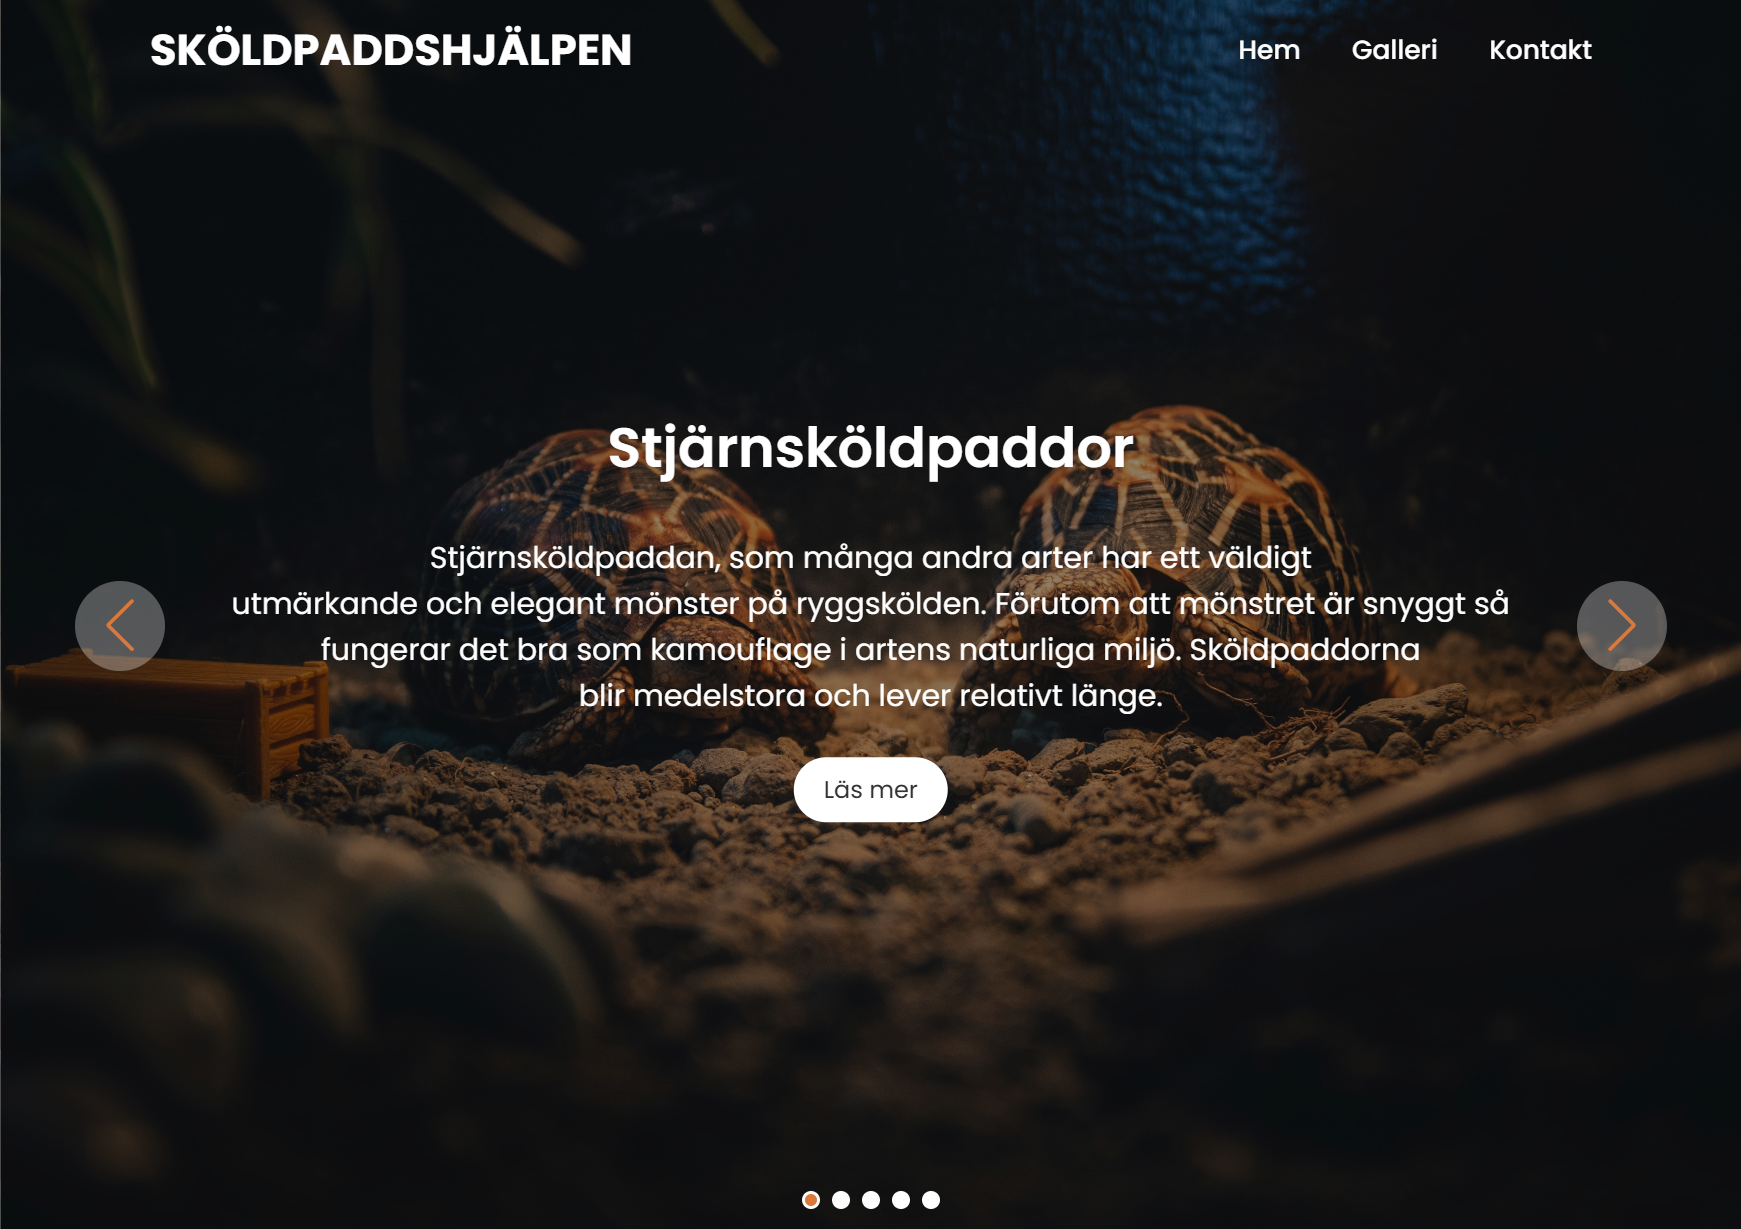 SKÖLDPADDSHJÄLPEN
Hem Galleri Kontakt
Stjärnsköldpaddor
Stjärnsköldpaddan, som många andra arter har ett väldigt
utmärkande och elegant mönster på ryggskölden. Förutom att mönstret är snyggt så
fungerar det bra som kamouflage i artens naturliga miljö. Sköldpaddorna
blir medelstora och lever relativt länge.
Läs mer